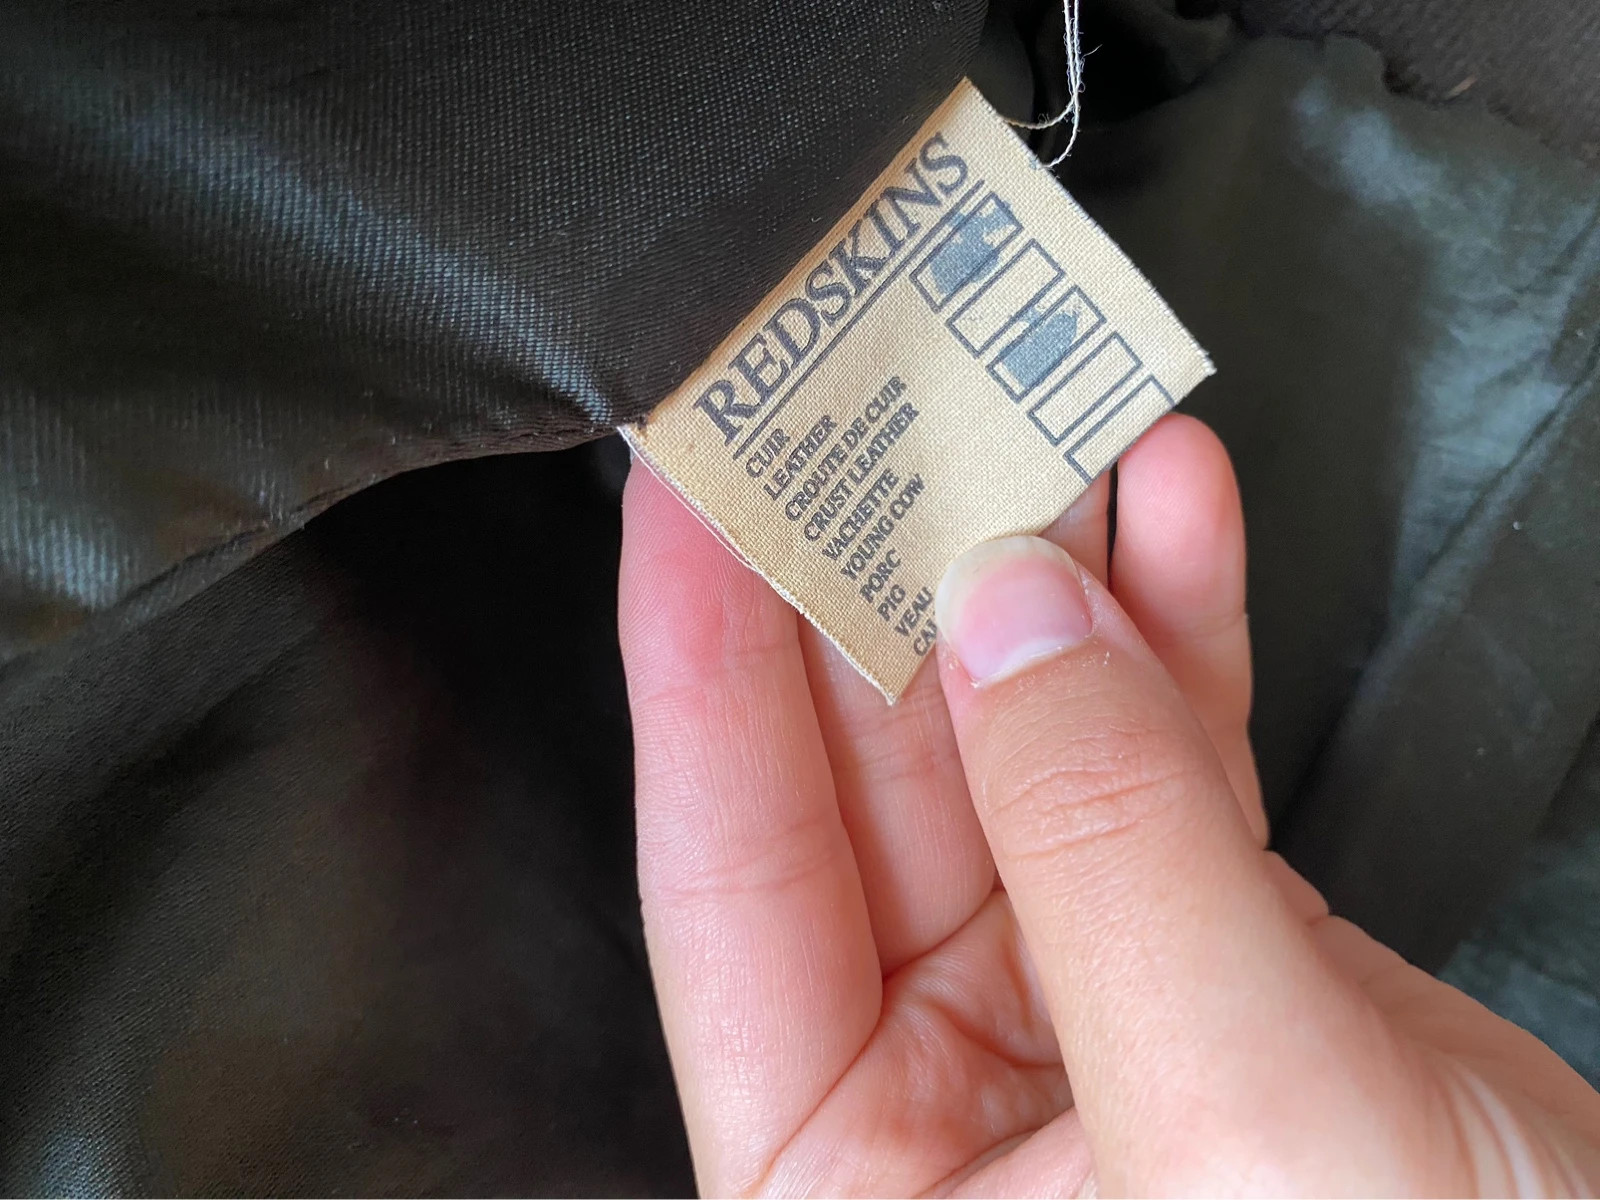 REDSKINS
CUIR
LEATHER
CROUTE DE CUIR
CRUST LEATHER
VACHETTE
YOUNG COW
PORC
PIG
VEAU